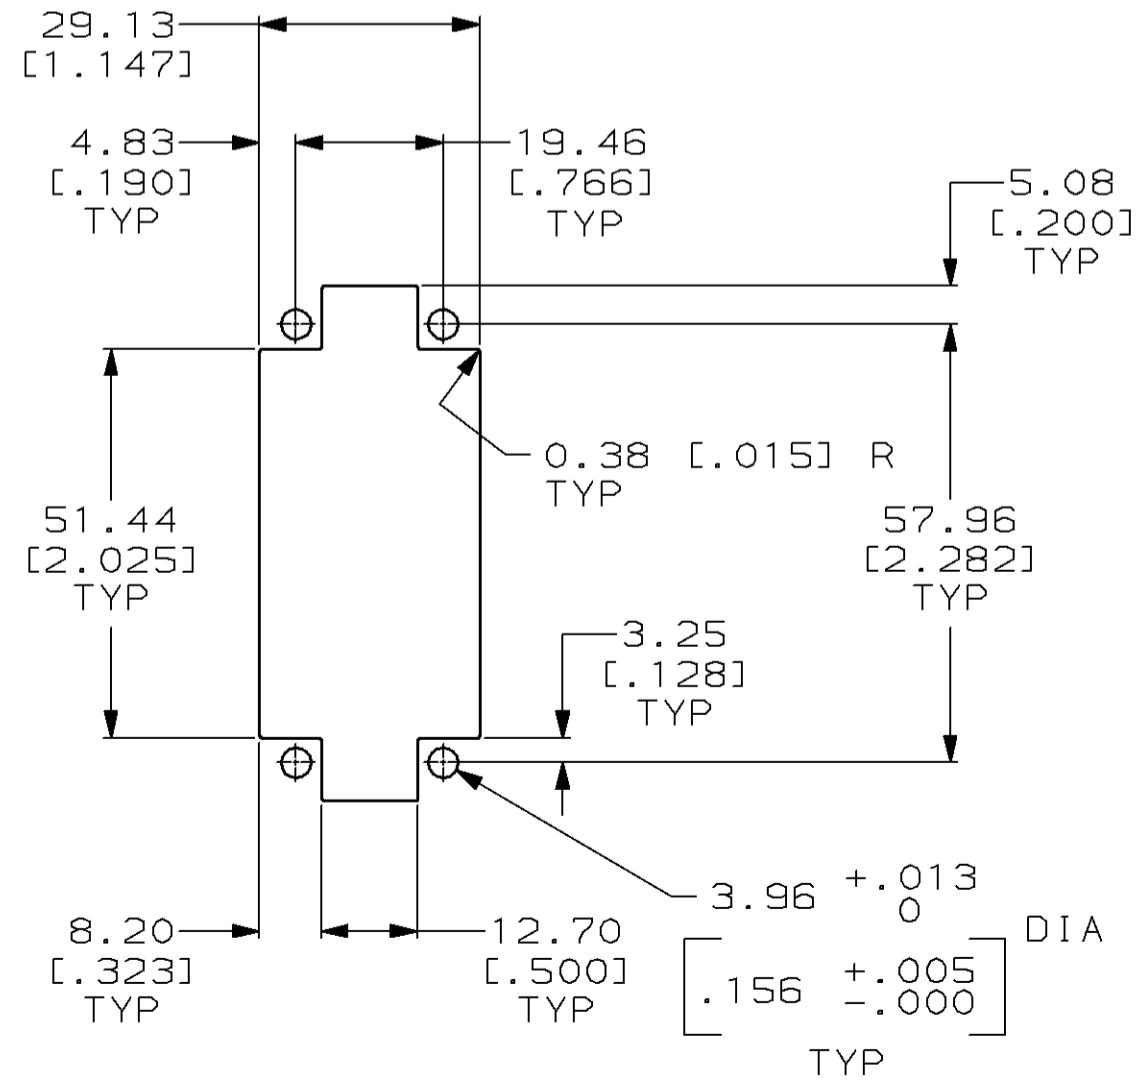 29.13
[1.147]
4.83
[.190]
TYP
19.46
[.766]
TYP
5.08
[.200]
TYP
0.38 [.015] R
TYP
51.44
[2.025]
TYP
57.96
[2.282]
TYP
3.25
[.128]
TYP
3.96 +.013
0
DIA
[.156 +.005
-.000]
TYP
8.20
[.323]
TYP
12.70
[.500]
TYP